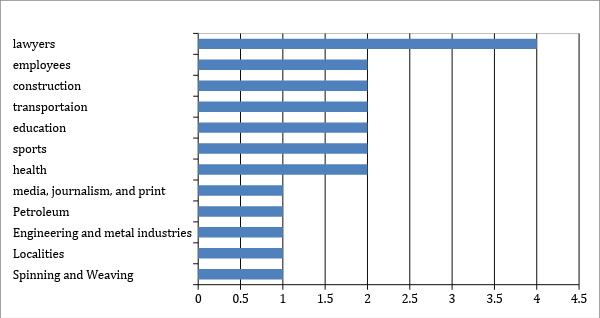 lawyers
employees
construction
transportaion
education
sports
health
media, journalism, and print
Petroleum
Engineering and metal industries
Localities
Spinning and Weaving
0 0.5 1 1.5 2 2.5 3 3.5 4 4.5